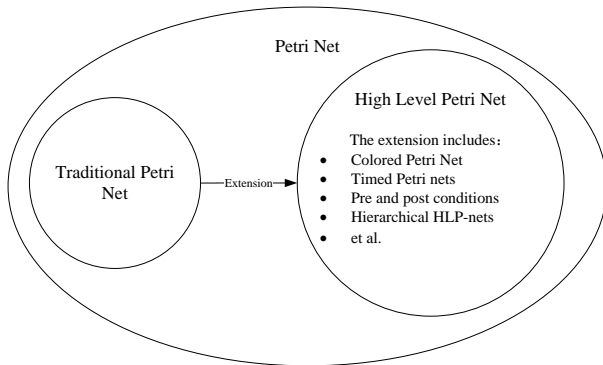 Petri Net
High Level Petri Net
The extension includes：
• Colored Petri Net
• Timed Petri nets
• Pre and post conditions
• Hierarchical HLP-nets
• et al.
Traditional Petri
Net
Extension